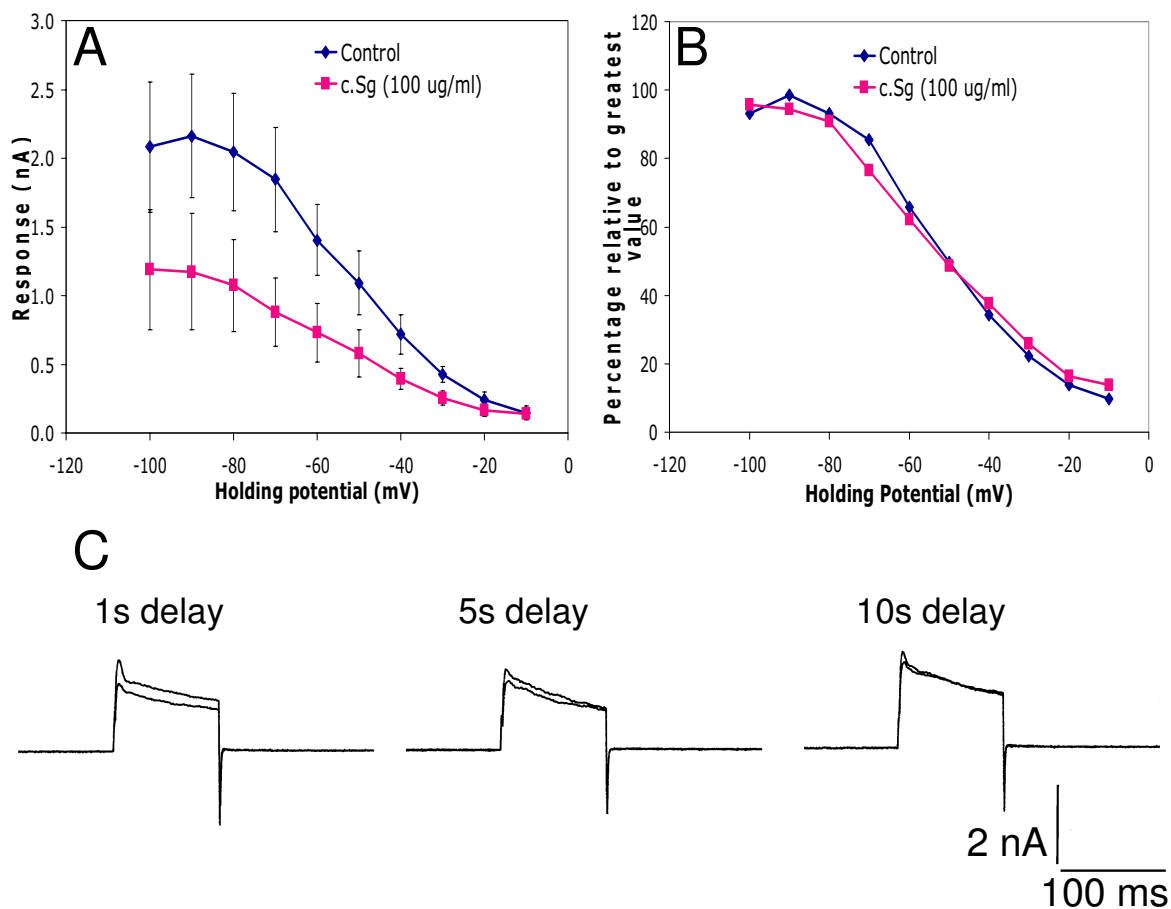 A
Control
c.Sg (100 ug/ml)
Response (nA)
3.0
2.5
2.0
1.5
1.0
0.5
0.0
-120
-100
-80
-60
-40
-20
0
Holding potential (mV)
B
Control
c.Sg (100 ug/ml)
Percentage relative to greatest
value
120
100
80
60
40
20
0
-120
-100
-80
-60
-40
-20
0
Holding Potential (mV)
C
1s delay
5s delay
10s delay
2 nA
100 ms